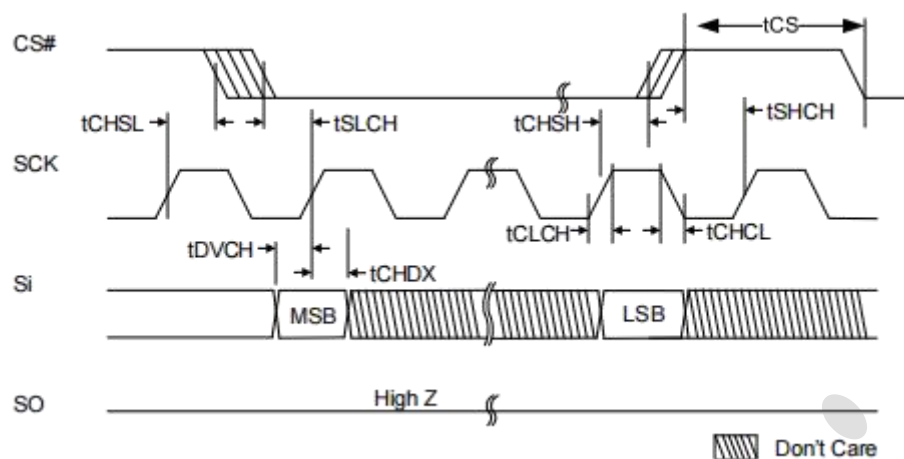 CS#
tCS
tCHSL
tSLCH
tCHSH
tSHCH
SCK
tDVCH
tCHDX
tCLCH
tCHCL
Si
MSB
LSB
SO
High Z
Don't Care